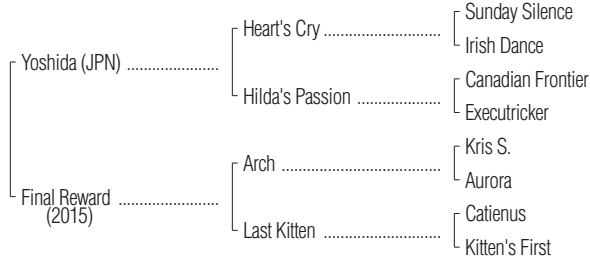 Sunday Silence
Heart's Cry ........................
Irish Dance
Yoshida (JPN) ...................
Canadian Frontier
Hilda's Passion .................
Executricker
Kris S.
Arch .................................
Aurora
Final Reward ....................
(2015)
Catienus
Last Kitten ........................
Kitten's First